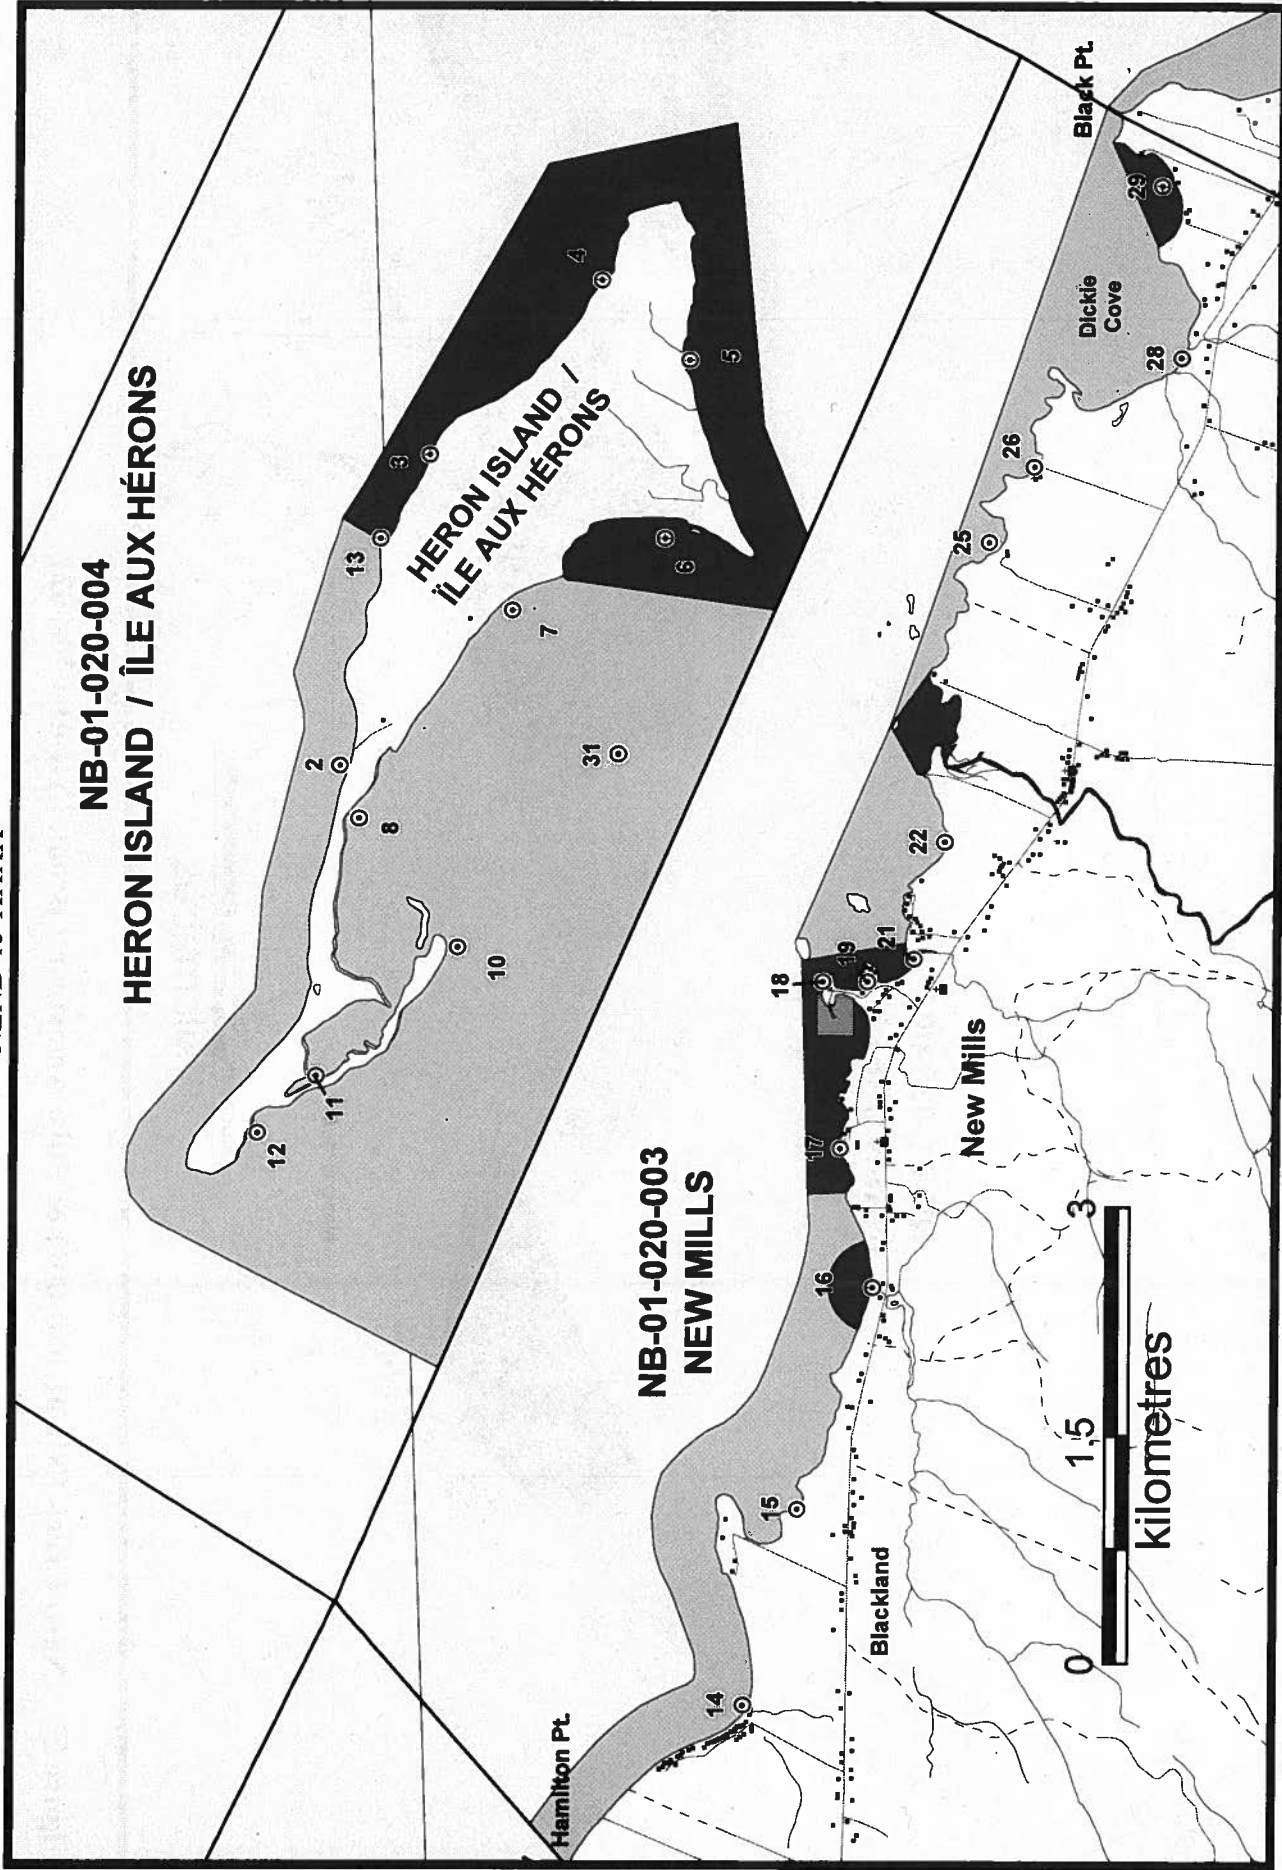 NB-01-020-004
HERON ISLAND / ÎLE AUX HÉRONS
13
3
4
2
HERON ISLAND /
ÎLE AUX HÉRONS
5
6
7
8
31
10
11
12
NB-01-020-003
NEW MILLS
Hamilton Pt.
14
15
16
17
18
19
21
22
25
26
28
29
Dickie
Cove
Black Pt.
Blackland
New Mills
0
1.5
3
kilometres